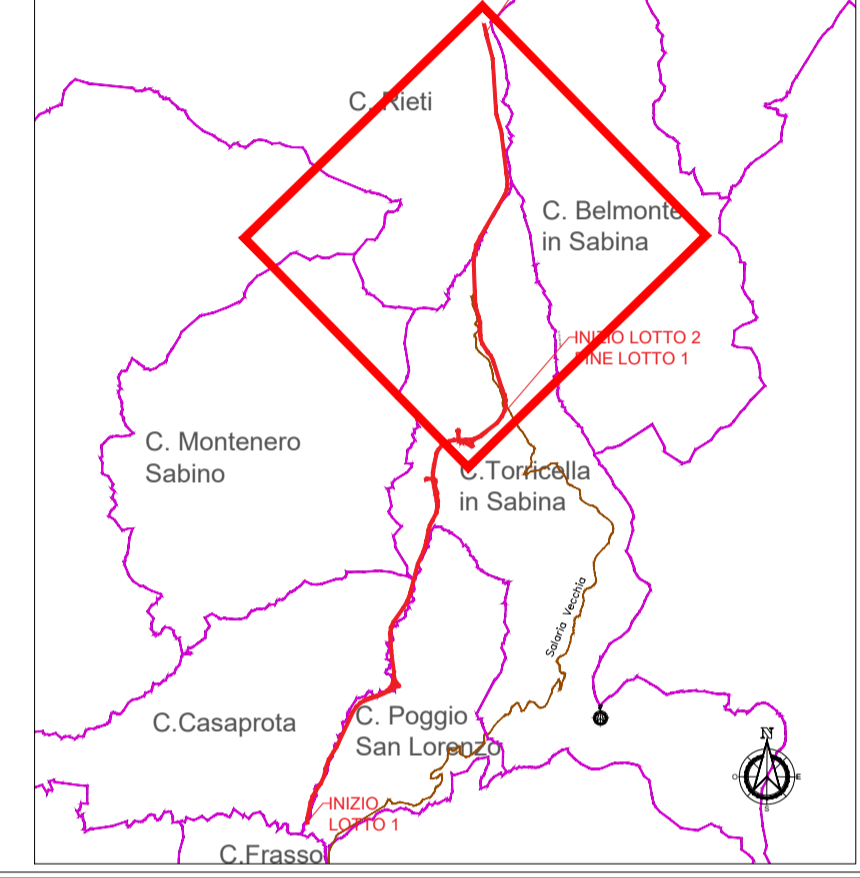 C. Rieti
C. Belmonte
in Sabina
INIZIO LOTTO 2
FINE LOTTO 1
C. Montenero
Sabino
C.Torricella
in Sabina
Salaria Vecchia
C.Casaprota
C. Poggio
San Lorenzo
N
O
E
S
INIZIO
LOTTO 1
C.Frasso